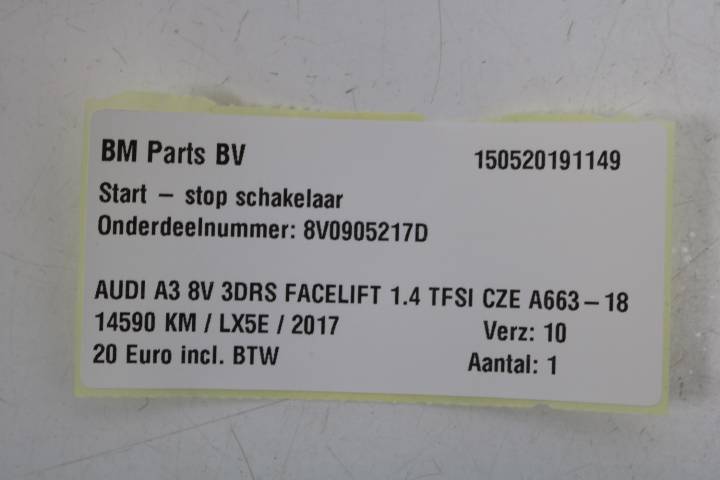 BM Parts BV 150520191149
Start – stop schakelaar
Onderdeelnummer: 8V0905217D
AUDI A3 8V 3DRS FACELIFT 1.4 TFSI CZE A663–18
14590 KM / LX5E / 2017 Verz: 10
20 Euro incl. BTW Aantal: 1